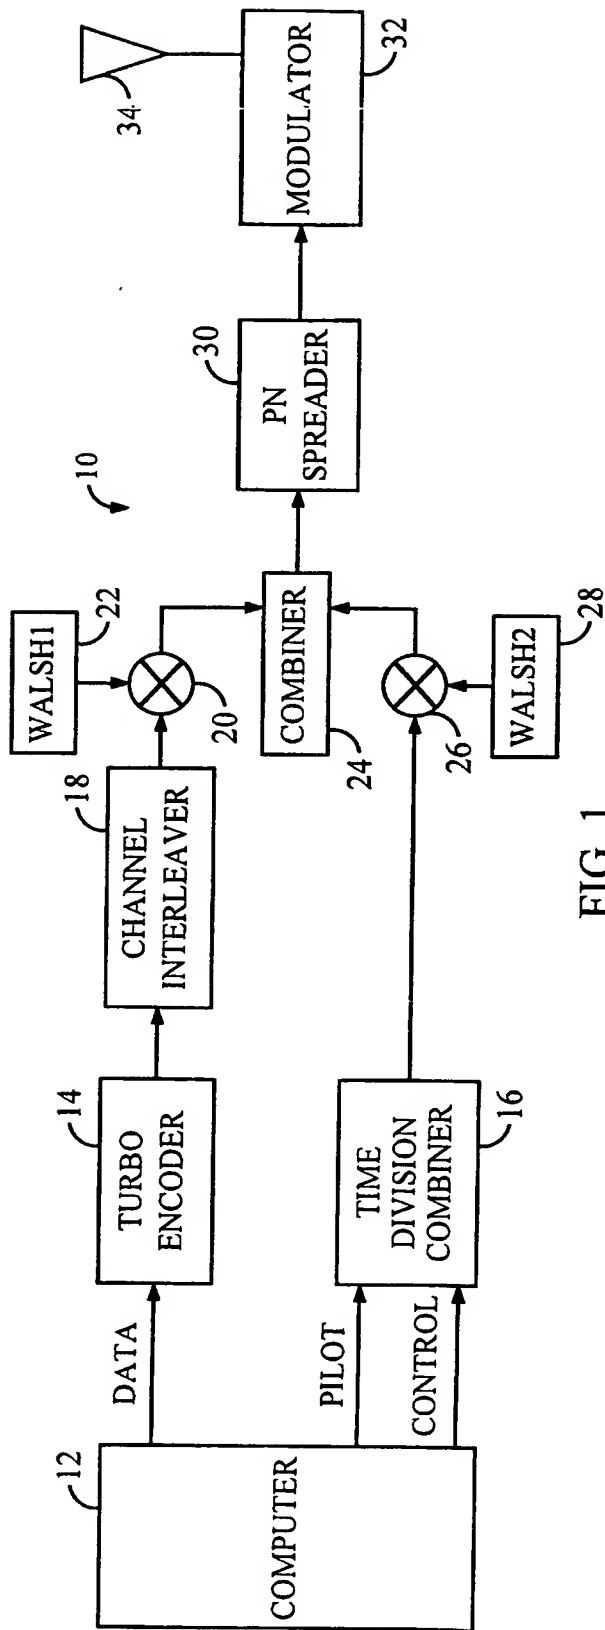 12
COMPUTER
DATA
PILOT
CONTROL
14
TURBO
ENCODER
16
TIME
DIVISION
COMBINER
18
CHANNEL
INTERLEAVER
22
WALSH1
20
10
COMBINER
24
26
WALSH2
28
30
PN
SPREADER
MODULATOR
32
34
FIG. 1